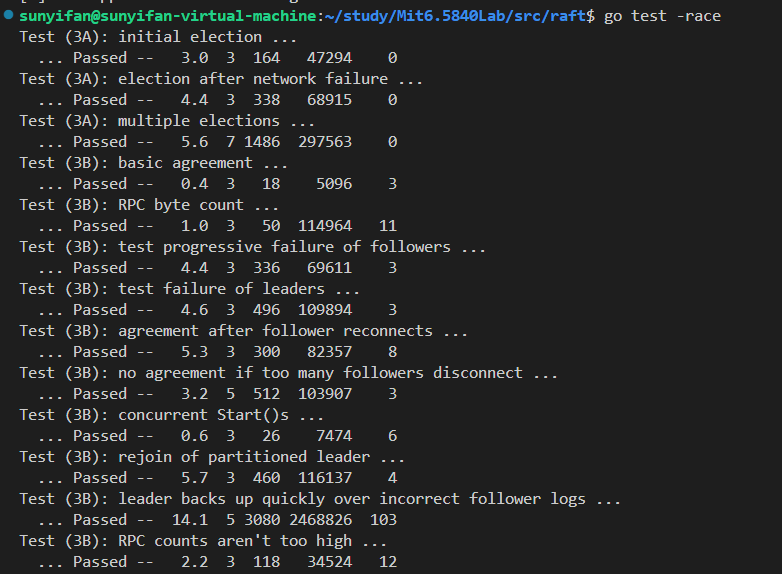 sunyifan@sunyifan-virtual-machine:~/study/Mit6.5840Lab/src/raft$ go test -race
Test (3A): initial election ...
  ... Passed --   3.0  3  164   47294    0
Test (3A): election after network failure ...
  ... Passed --   4.4  3  338   68915    0
Test (3A): multiple elections ...
  ... Passed --   5.6  7 1486  297563    0
Test (3B): basic agreement ...
  ... Passed --   0.4  3   18    5096    3
Test (3B): RPC byte count ...
  ... Passed --   1.0  3   50  114964   11
Test (3B): test progressive failure of followers ...
  ... Passed --   4.4  3  336   69611    3
Test (3B): test failure of leaders ...
  ... Passed --   4.6  3  496  109894    3
Test (3B): agreement after follower reconnects ...
  ... Passed --   5.3  3  300   82357    8
Test (3B): no agreement if too many followers disconnect ...
  ... Passed --   3.2  5  512  103907    3
Test (3B): concurrent Start()s ...
  ... Passed --   0.6  3   26    7474    6
Test (3B): rejoin of partitioned leader ...
  ... Passed --   5.7  3  460  116137    4
Test (3B): leader backs up quickly over incorrect follower logs ...
  ... Passed --  14.1  5 3080 2468826  103
Test (3B): RPC counts aren't too high ...
  ... Passed --   2.2  3  118   34524   12